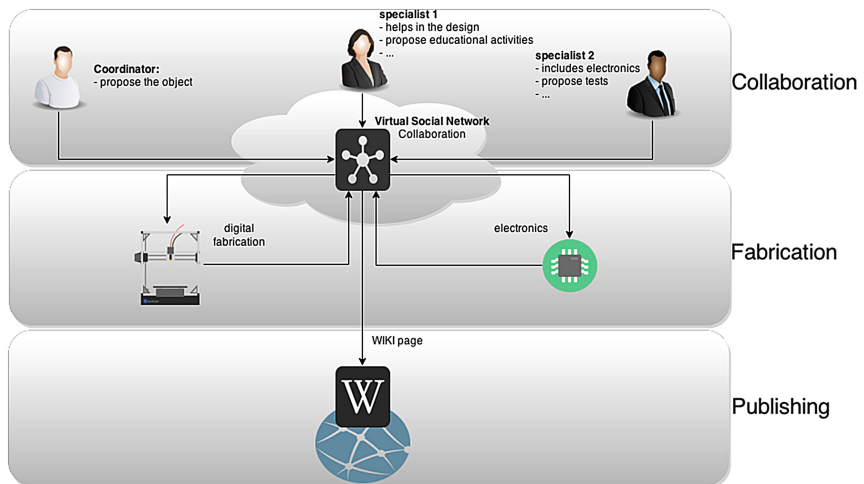 specialist 1
- helps in the design
- propose educational activities
- ...
Coordinator:
- propose the object
specialist 2
- includes electronics
- propose tests
- ...
Collaboration
Virtual Social Network
Collaboration
digital
fabrication
electronics
Fabrication
WIKI page
W
Publishing